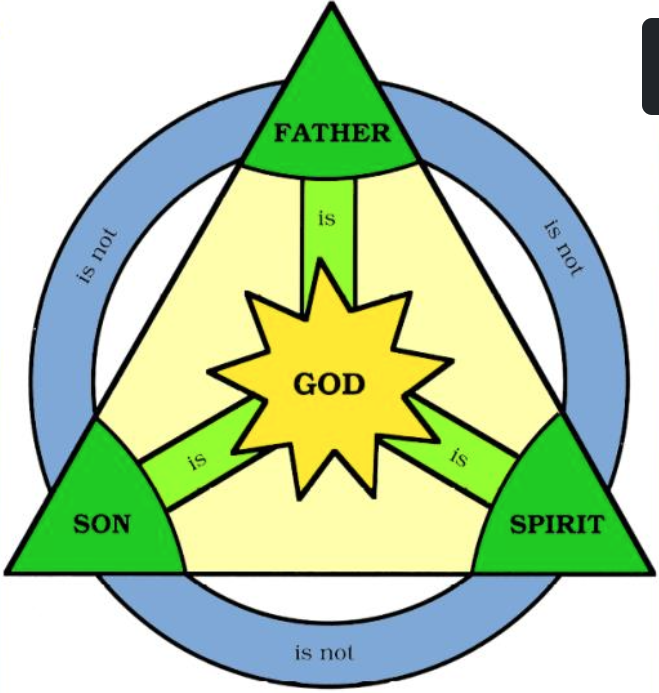 FATHER
is not
is
is not
GOD
is
is
SON
SPIRIT
is not